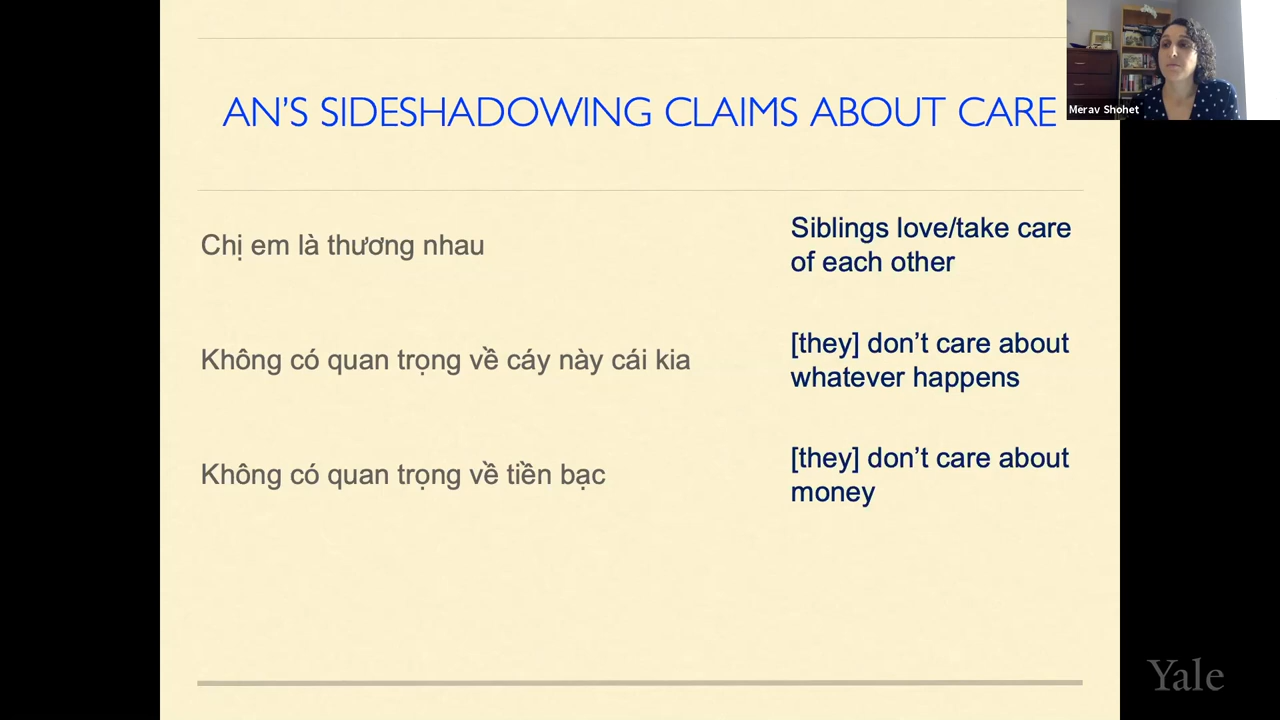 AN'S SIDESHADOWING CLAIMS ABOUT CARE
Merav Shohet
Chị em là thương nhau
Siblings love/take care
of each other
Không có quan trọng về cáy này cái kia
[they] don't care about
whatever happens
Không có quan trọng về tiền bạc
[they] don't care about
money
Yale